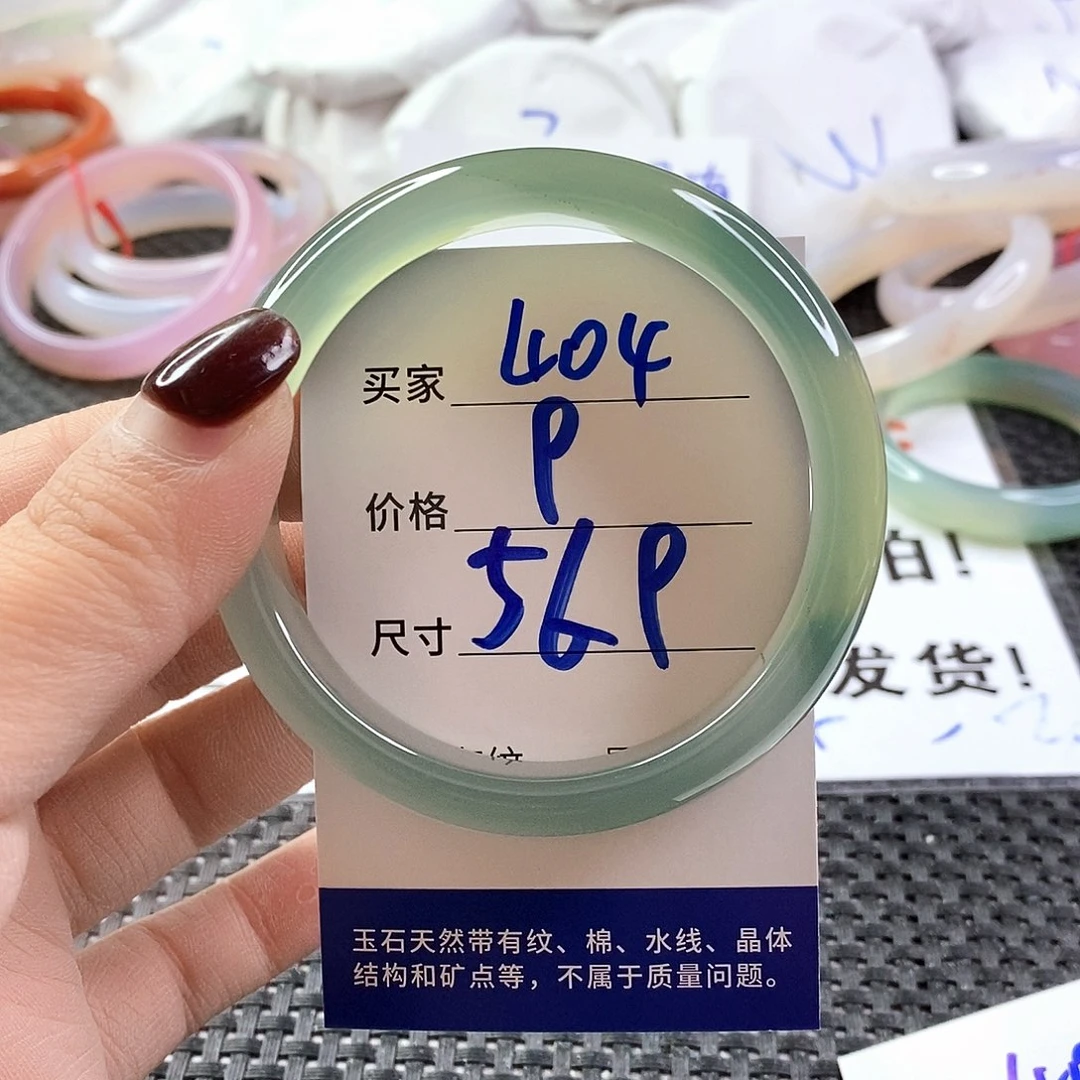 买家 404
P
价格
尺寸 56P
玉石天然带有纹、棉、水线、晶体
结构和矿点等，不属于质量问题。
拍！
发货！